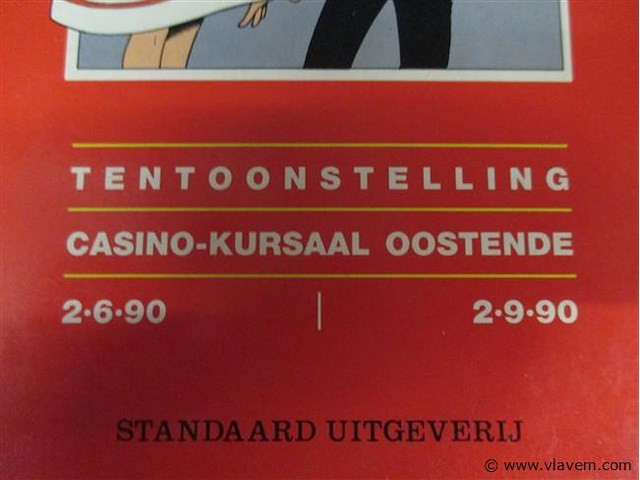 TENTOONSTELLING
CASINO-KURSAAL OOSTENDE
2·6·90 | 2·9·90
STANDAARD UITGEVERIJ
© www.vlavem.com